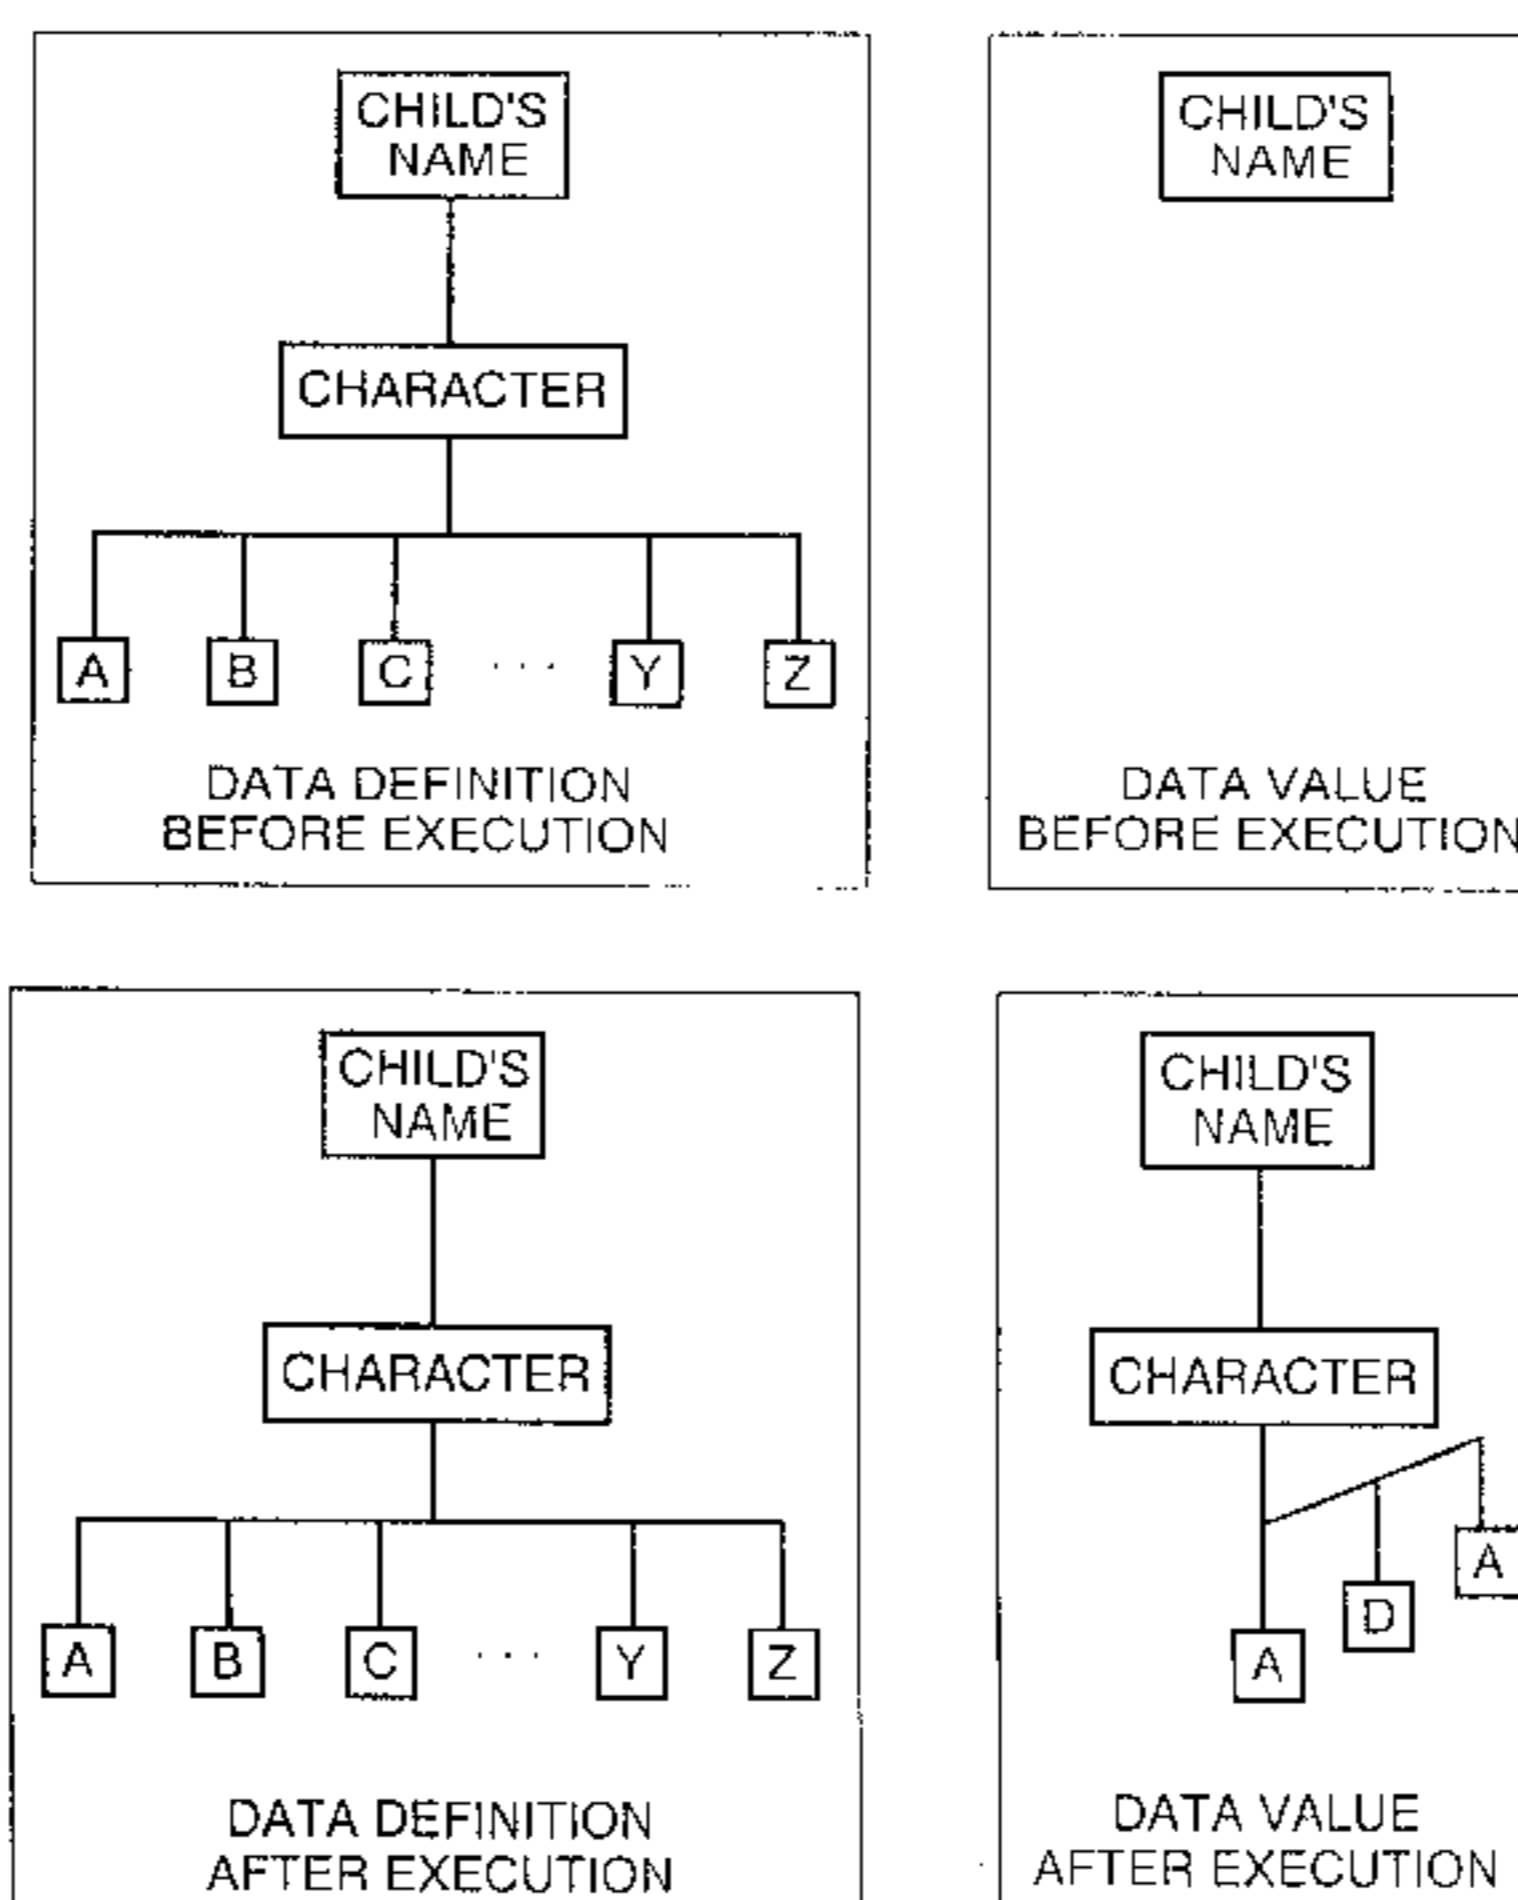 CHILD'S
NAME
CHARACTER
A B C ... Y Z
DATA DEFINITION
BEFORE EXECUTION
CHILD'S
NAME
DATA VALUE
BEFORE EXECUTION
CHILD'S
NAME
CHARACTER
A B C ... Y Z
DATA DEFINITION
AFTER EXECUTION
CHILD'S
NAME
CHARACTER
A D A
DATA VALUE
AFTER EXECUTION